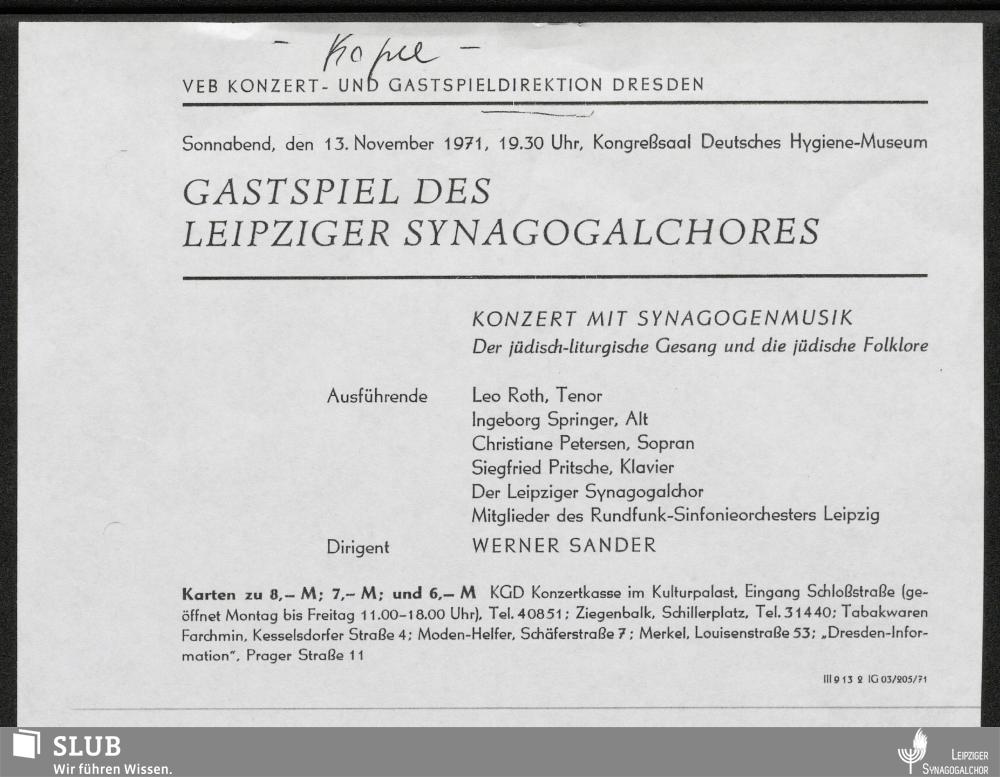 - Kopie -
VEB KONZERT- UND GASTSPIELDIREKTION DRESDEN
Sonnabend, den 13. November 1971, 19.30 Uhr, Kongreßsaal Deutsches Hygiene-Museum
GASTSPIEL DES
LEIPZIGER SYNAGOGALCHORES
KONZERT MIT SYNAGOGENMUSIK
Der jüdisch-liturgische Gesang und die jüdische Folklore
Ausführende Leo Roth, Tenor
Ingeborg Springer, Alt
Christiane Petersen, Sopran
Siegfried Pritsche, Klavier
Der Leipziger Synagogalchor
Mitglieder des Rundfunk-Sinfonieorchesters Leipzig
Dirigent WERNER SANDER
Karten zu 8,– M; 7,– M; und 6,– M KGD Konzertkasse im Kulturpalast, Eingang Schloßstraße (ge-
öffnet Montag bis Freitag 11.00–18.00 Uhr), Tel. 40851; Ziegenbalk, Schillerplatz, Tel. 31440; Tabakwaren
Farchmin, Kesselsdorfer Straße 4; Moden-Helfer, Schäferstraße 7; Merkel, Louisenstraße 53; „Dresden-Infor-
mation“, Prager Straße 11
III 9 13 2 IG 03/205/71
SLUB
Wir führen Wissen.
LEIPZIGER
SYNAGOGALCHOR